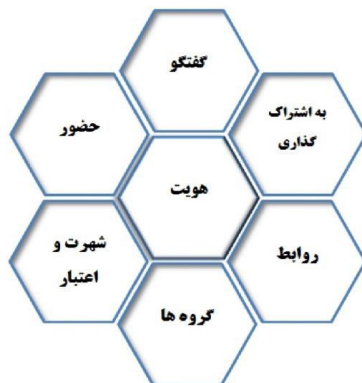 گفتگو
به اشتراک
گذاری
حضور
هویت
روابط
شهرت و
اعتبار
گروه ها